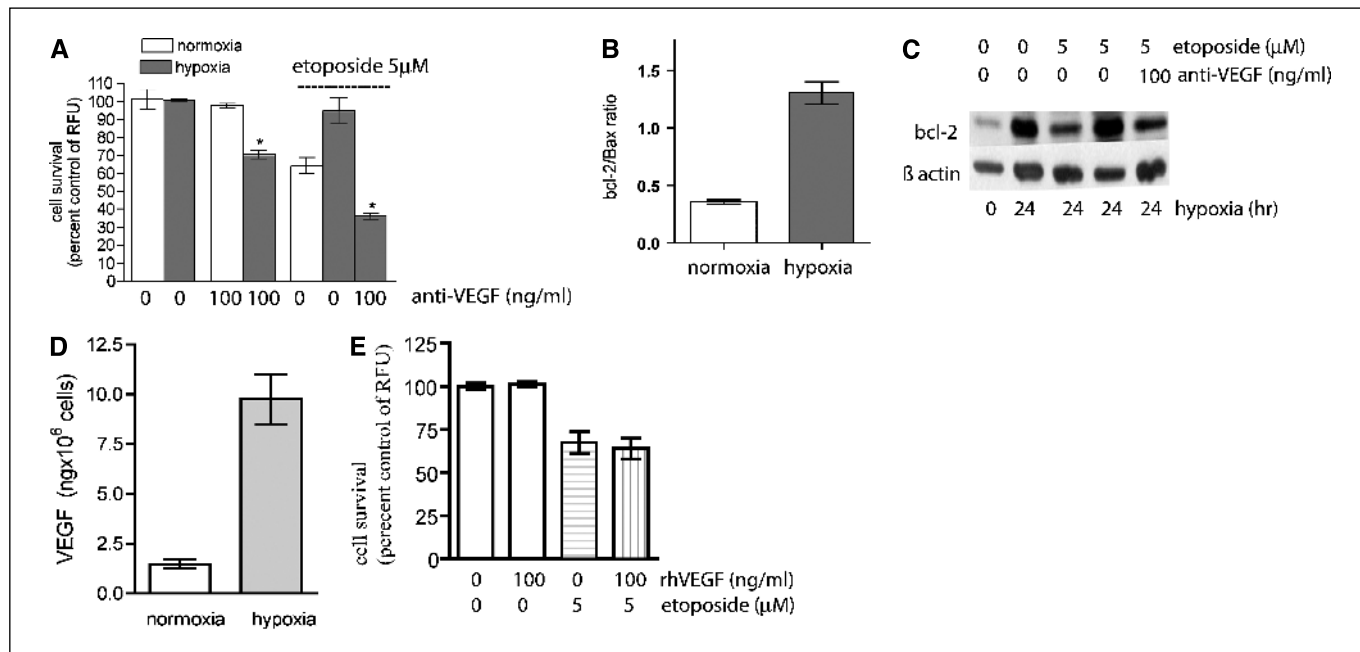 A
normoxia
hypoxia
etoposide 5µM
cell survival
(percent control of RFU)
110
100
90
80
70
60
50
40
30
20
10
0
*
*
0 0 100 100 0 0 100 anti-VEGF (ng/ml)
B
bcl-2/Bax ratio
1.5
1.0
0.5
0.0
normoxia hypoxia
C
0 0 5 5 5 etoposide (µM)
0 0 0 0 100 anti-VEGF (ng/ml)
bcl-2
ß actin
0 24 24 24 24 hypoxia (hr)
D
VEGF (ngx10⁶ cells)
12.5
10.0
7.5
5.0
2.5
0.0
normoxia hypoxia
E
cell survival
(perecent control of RFU)
125
100
75
50
25
0
0 100 0 100 rhVEGF (ng/ml)
0 0 5 5 etoposide (µM)